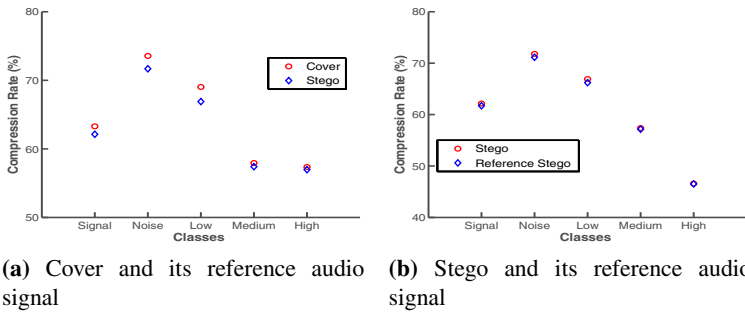 80
70
60
50
Compression Rate (%)
Cover
Stego
Signal Noise Low Medium High
Classes
80
70
60
50
40
Compression Rate (%)
Stego
Reference Stego
Signal Noise Low Medium High
Classes
(a) Cover and its reference audio
signal
(b) Stego and its reference audio
signal